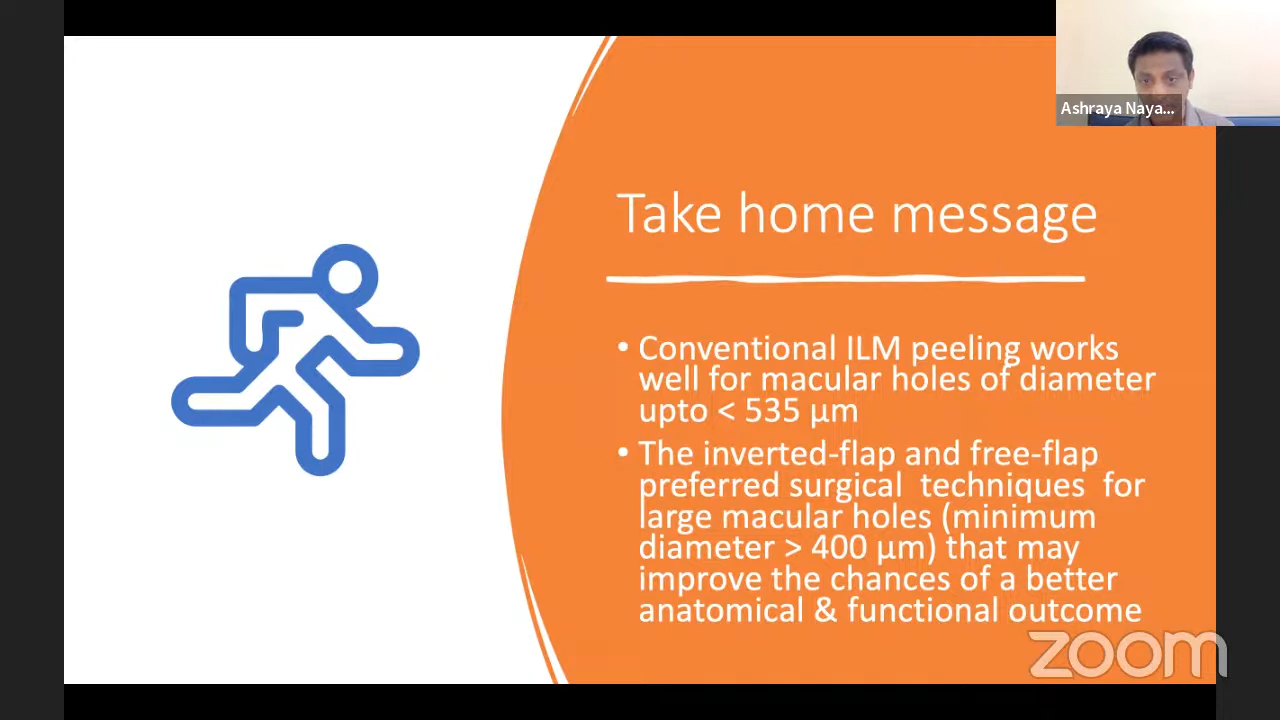 Ashraya Naya...
Take home message
• Conventional ILM peeling works
well for macular holes of diameter
upto < 535 µm
• The inverted-flap and free-flap
preferred surgical techniques for
large macular holes (minimum
diameter > 400 µm) that may
improve the chances of a better
anatomical & functional outcome
zoom